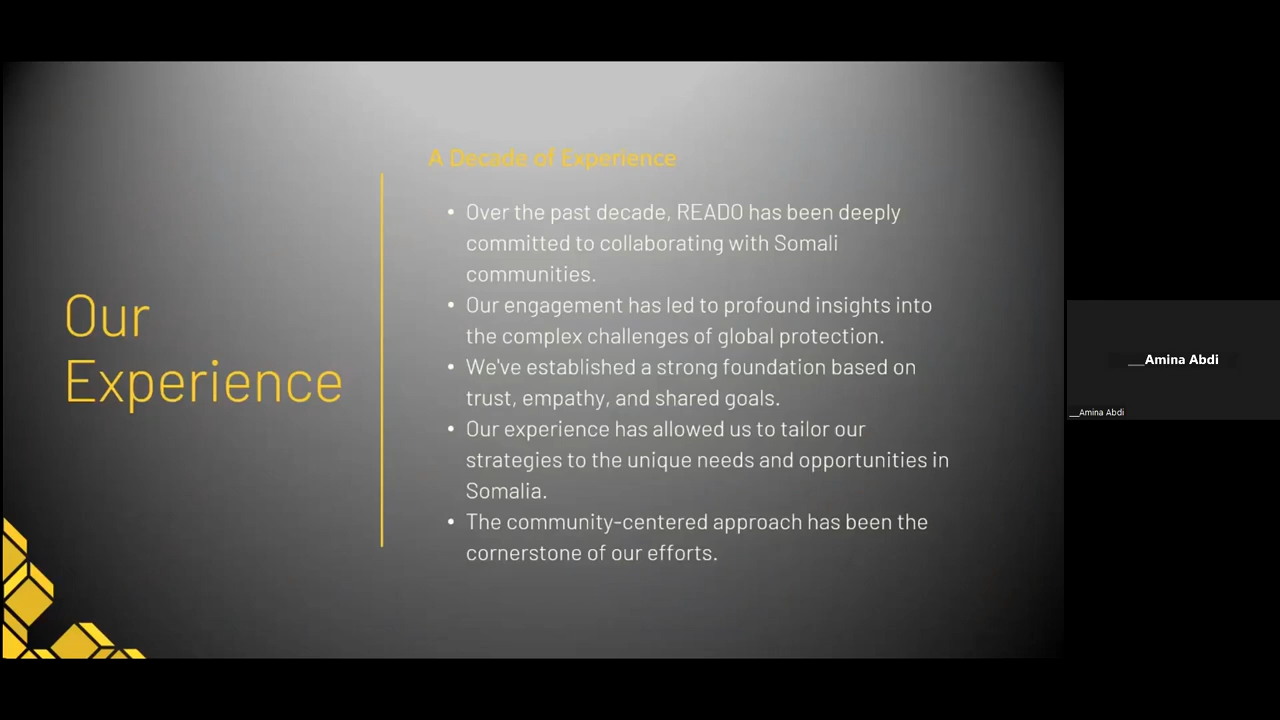 Our
Experience
A Decade of Experience
• Over the past decade, READO has been deeply
committed to collaborating with Somali
communities.
• Our engagement has led to profound insights into
the complex challenges of global protection.
• We've established a strong foundation based on
trust, empathy, and shared goals.
• Our experience has allowed us to tailor our
strategies to the unique needs and opportunities in
Somalia.
• The community-centered approach has been the
cornerstone of our efforts.
__Amina Abdi
__Amina Abdi